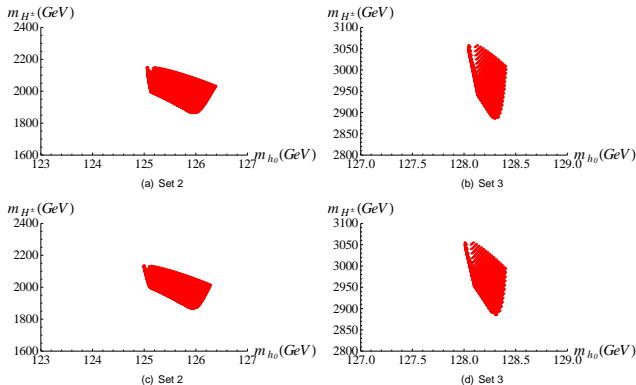 m_{H^±}(GeV)
2400
2200
2000
1800
1600
123 124 125 126 127
m_{h_0}(GeV)
(a) Set 2
m_{H^±}(GeV)
3100
3050
3000
2950
2900
2850
2800
127.0 127.5 128.0 128.5 129.0
m_{h_0}(GeV)
(b) Set 3
m_{H^±}(GeV)
2400
2200
2000
1800
1600
123 124 125 126 127
m_{h_0}(GeV)
(c) Set 2
m_{H^±}(GeV)
3100
3050
3000
2950
2900
2850
2800
127.0 127.5 128.0 128.5 129.0
m_{h_0}(GeV)
(d) Set 3